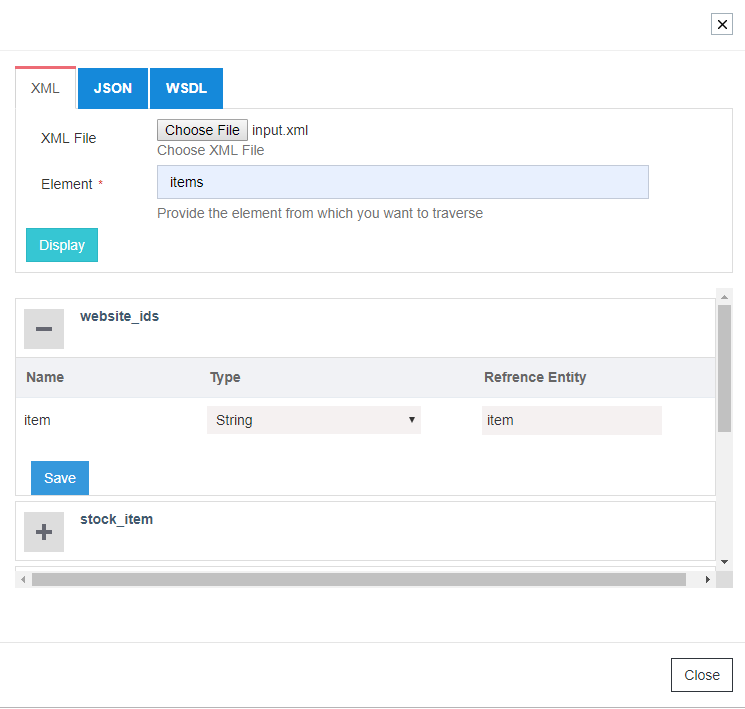 XML JSON WSDL
XML File Choose File input.xml
Choose XML File
Element * items
Provide the element from which you want to traverse
Display
website_ids
Name Type Refrence Entity
item String item
Save
stock_item
Close